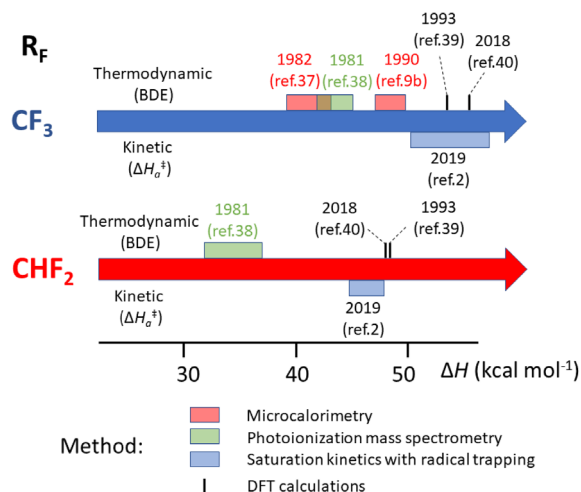 R_F
Thermodynamic
(BDE)
1982
(ref.37)
1981
(ref.38)
1990
(ref.9b)
1993
(ref.39)
2018
(ref.40)
CF₃
Kinetic
(ΔHₐ‡)
2019
(ref.2)
Thermodynamic
(BDE)
1981
(ref.38)
2018
(ref.40)
1993
(ref.39)
CHF₂
Kinetic
(ΔHₐ‡)
2019
(ref.2)
30 40 50 ΔH (kcal mol⁻¹)
Method:
Microcalorimetry
Photoionization mass spectrometry
Saturation kinetics with radical trapping
DFT calculations